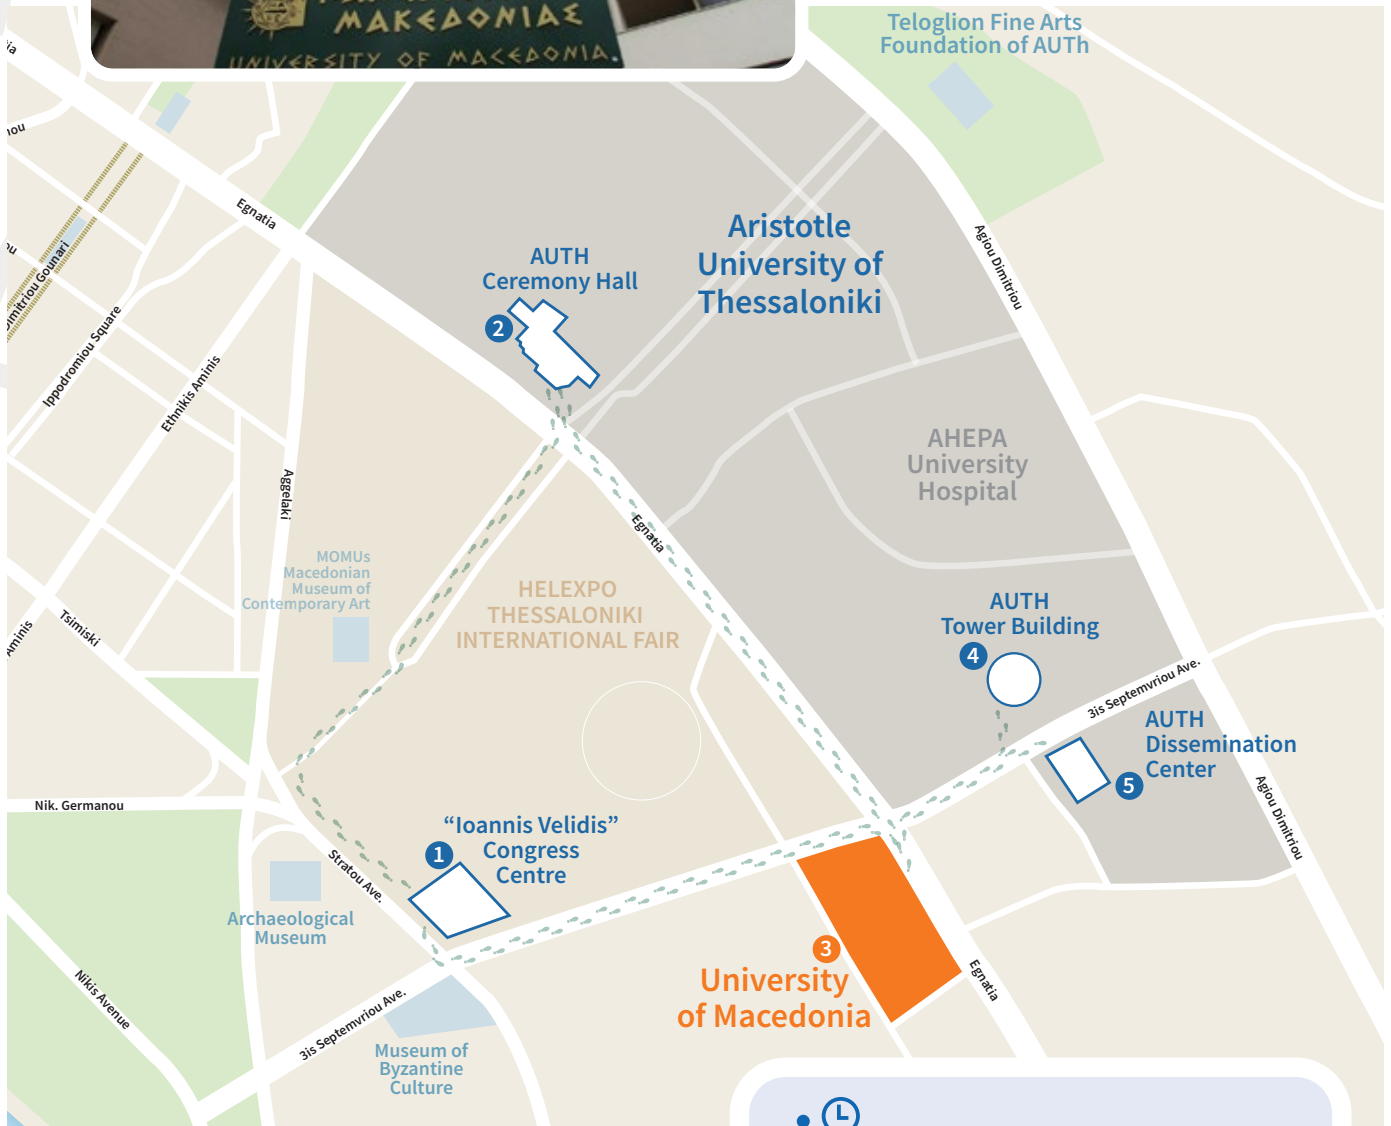 ΜΑΚΕΔΟΝΙΑΣ
UNIVERSITY OF MACEDONIA
Teloglion Fine Arts
Foundation of AUTh
Egnatia
Agiou Dimitriou
Aristotle
University of
Thessaloniki
AUTH
Ceremony Hall
2
Dimitriou Gounari
Ippodromiou Square
Ethnikis Aminis
Aggelaki
AHEPA
University
Hospital
Egnatia
MOMUs
Macedonian
Museum of
Contemporary Art
HELEXPO
THESSALONIKI
INTERNATIONAL FAIR
Tsimiski
Aminis
AUTH
Tower Building
4
3is Septemvriou Ave.
AUTH
Dissemination
Center
5
Agiou Dimitriou
Nik. Germanou
“Ioannis Velidis”
Congress
Centre
1
Stratou Ave.
Archaeological
Museum
3
University
of Macedonia
Egnatia
Nikis Avenue
3is Septemvriou Ave.
Museum of
Byzantine
Culture